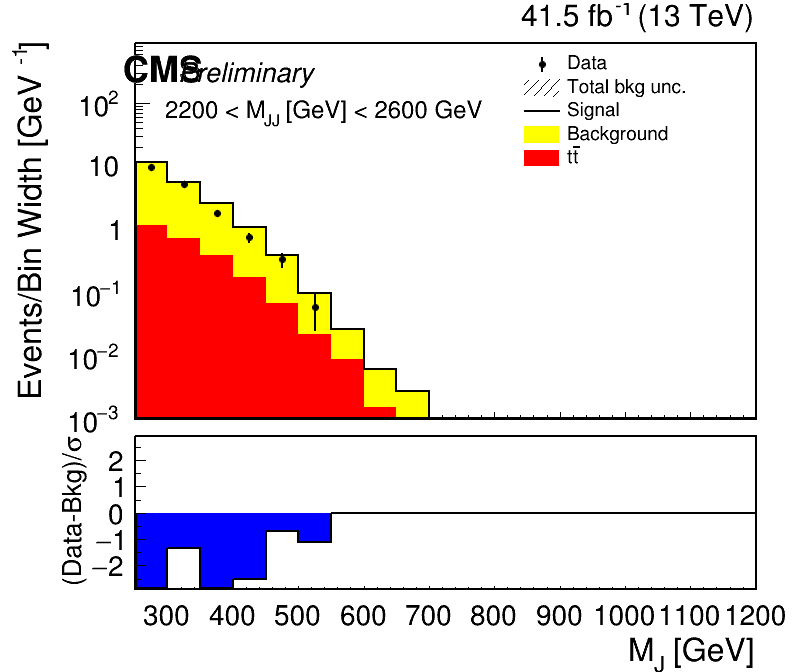 41.5 fb⁻¹ (13 TeV)
CMS Preliminary
2200 < M_JJ [GeV] < 2600 GeV
Data
Total bkg unc.
Signal
Background
tt̄
Events/Bin Width [GeV⁻¹]
10²
10
1
10⁻¹
10⁻²
10⁻³
(Data-Bkg)/σ
2
1
0
−1
−2
300 400 500 600 700 800 900 1000 1100 1200
M_J [GeV]